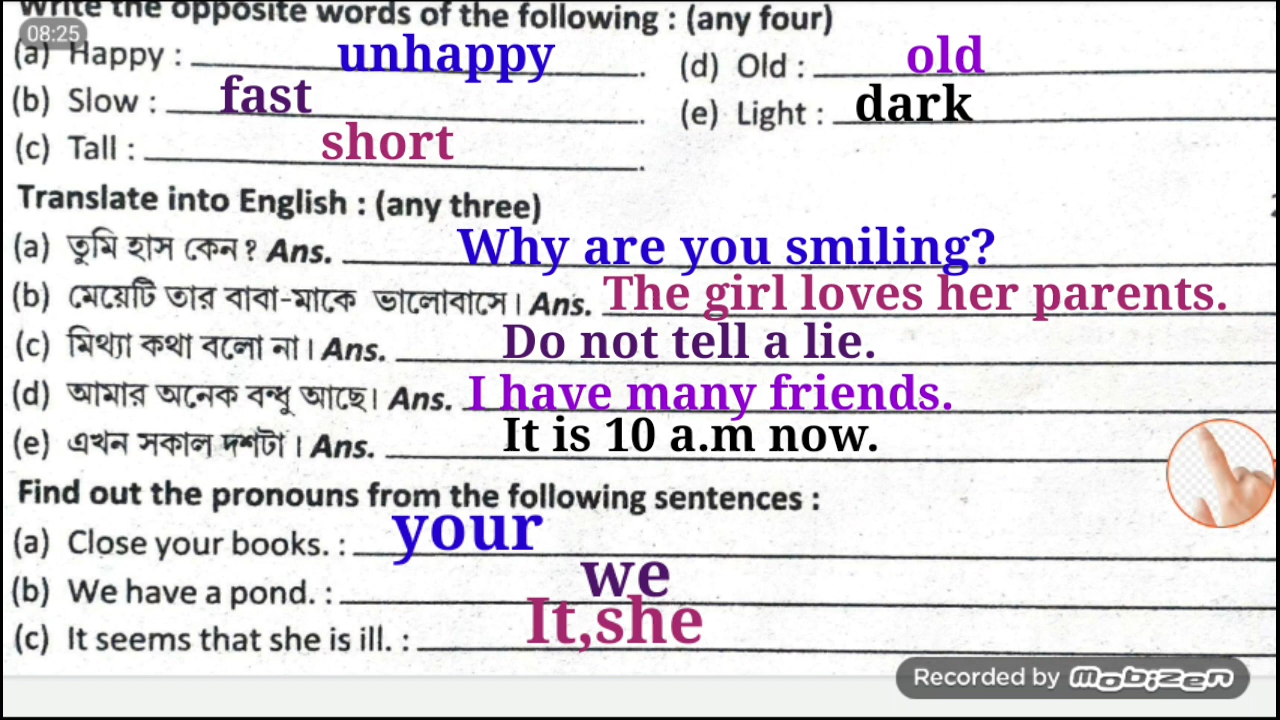 Write the opposite words of the following : (any four)
08:25
(a) Happy : unhappy . (d) Old : old
(b) Slow : fast . (e) Light : dark
(c) Tall : short .
Translate into English : (any three)
(a) তুমি হাস কেন? Ans. Why are you smiling?
(b) মেয়েটি তার বাবা-মাকে ভালোবাসে। Ans. The girl loves her parents.
(c) মিথ্যা কথা বলো না। Ans. Do not tell a lie.
(d) আমার অনেক বন্ধু আছে। Ans. I have many friends.
(e) এখন সকাল দশটা। Ans. It is 10 a.m now.
Find out the pronouns from the following sentences :
(a) Close your books. : your
(b) We have a pond. : we
(c) It seems that she is ill. : It,she
Recorded by mobizen